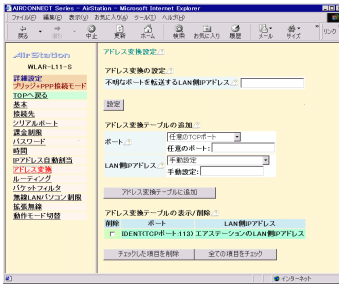 AIRCONNECT Series - AirStation - Microsoft Internet Explorer
ファイル(F) 編集(E) 表示(V) お気に入り(A) ツール(T) ヘルプ(H)
戻る 中止 更新 ホーム 検索 お気に入り 履歴 メール サイズ リンク
AirStation
WLAR-L11-S
詳細設定
ブリッジ+PPP接続モード
TOPへ戻る
基本
接続先
シリアルポート
課金制限
パスワード
時間
IPアドレス自動割当
アドレス変換
ルーティング
パケットフィルタ
無線LANパソコン制限
拡張無線
動作モード切替
アドレス変換設定
アドレス変換の設定
不明なポートを転送するLAN側IPアドレス
設定
アドレス変換テーブルの追加
ポート
任意のTCPポート
任意のポート:
LAN側IPアドレス
手動設定
手動設定:
アドレス変換テーブルに追加
アドレス変換テーブルの表示/削除
削除 ポート LAN側IPアドレス
IDENT(TCPポート:113) エアステーションのLAN側IPアドレス
チェックした項目を削除 全ての項目をチェック
インターネット